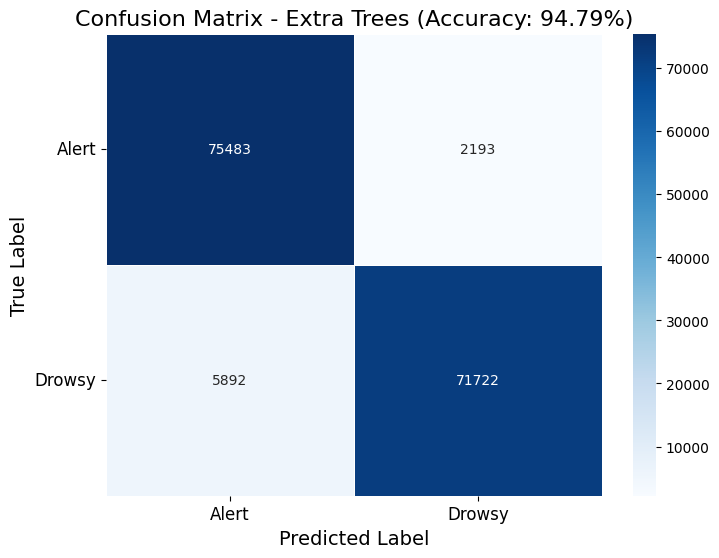 Confusion Matrix - Extra Trees (Accuracy: 94.79%)
True Label
Alert
75483
2193
Drowsy
5892
71722
Alert
Drowsy
Predicted Label
70000
60000
50000
40000
30000
20000
10000